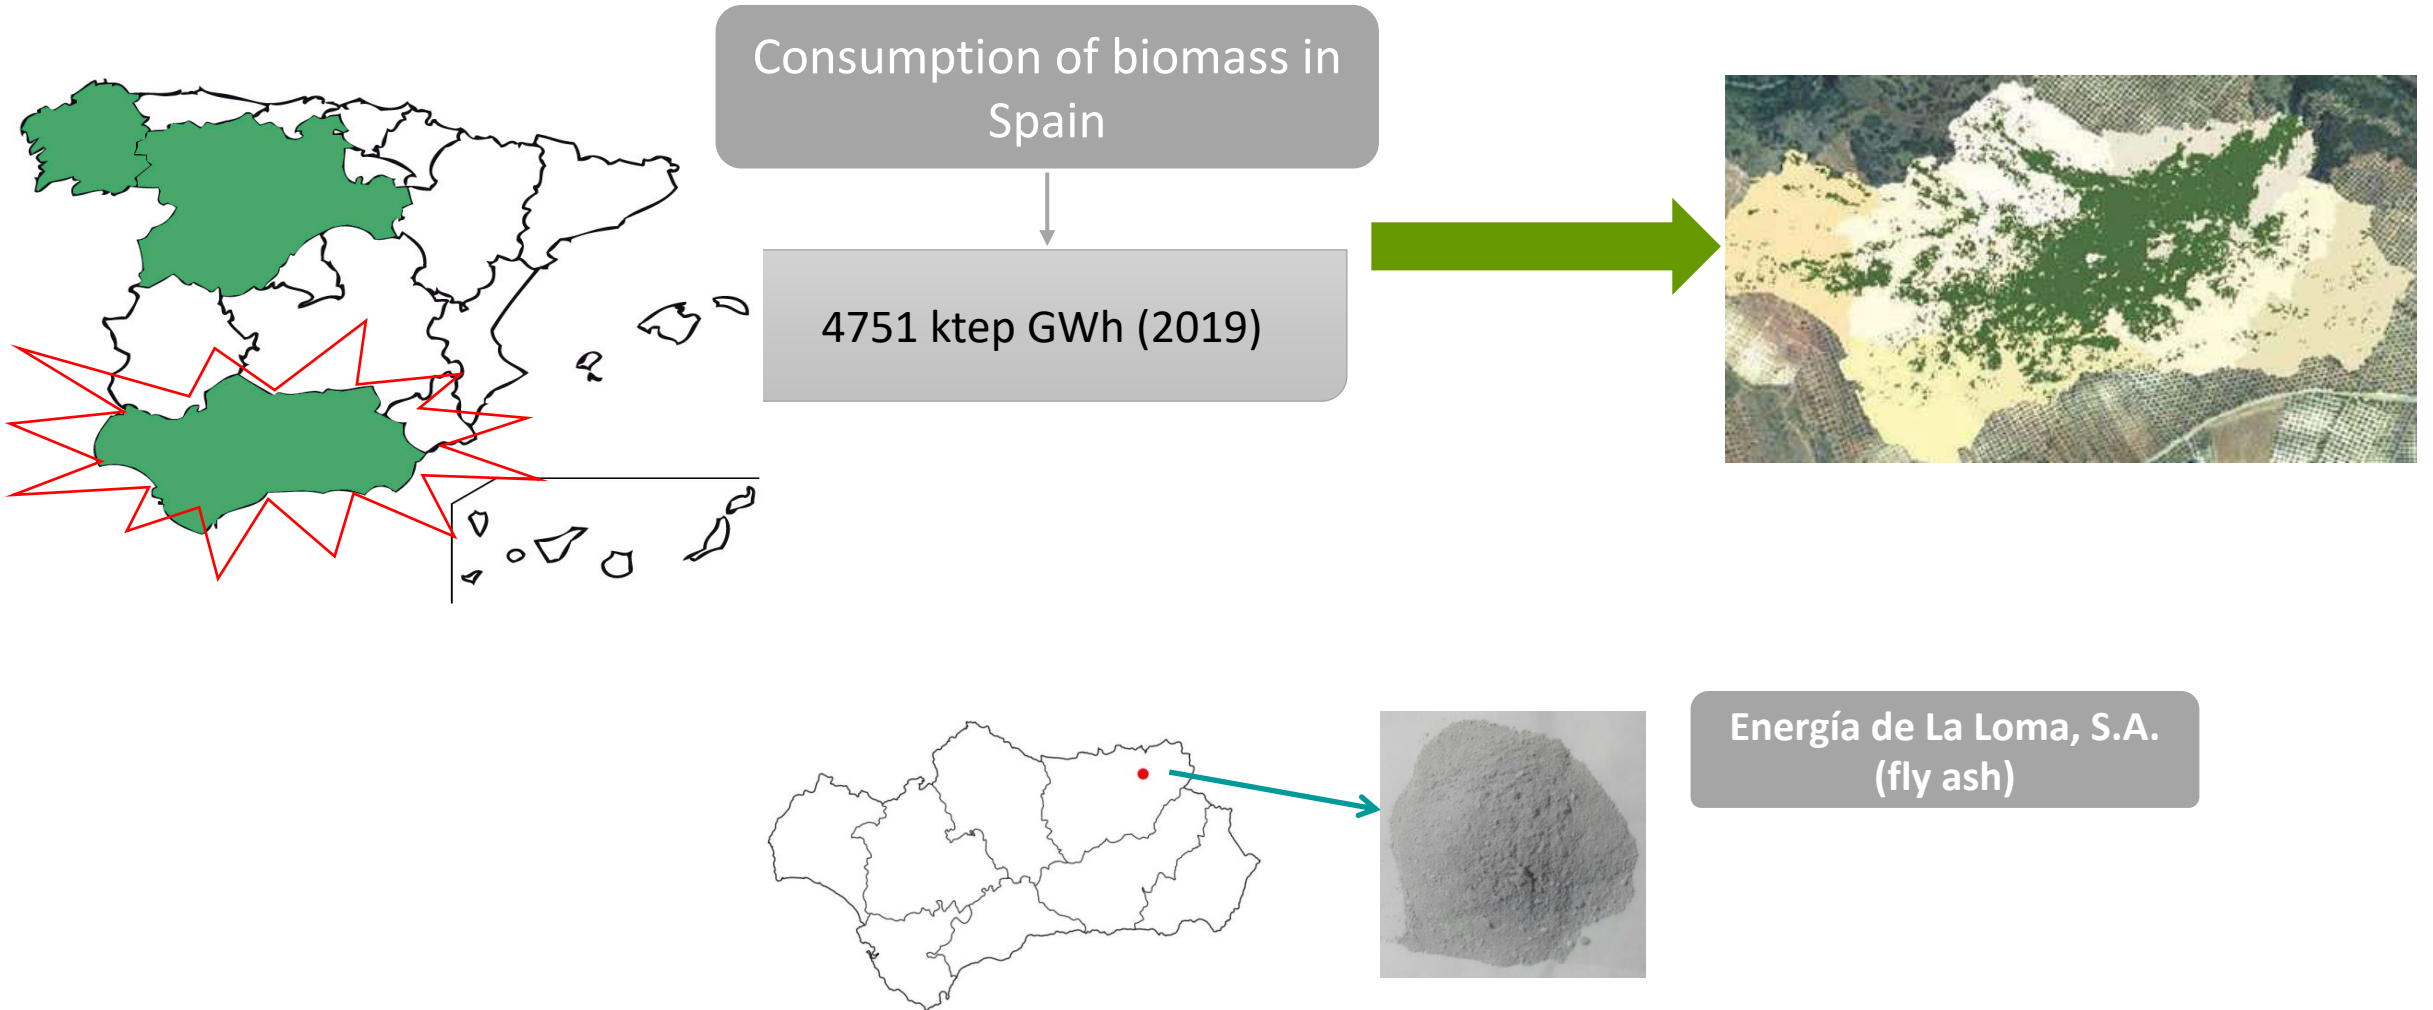 Consumption of biomass in
Spain
4751 ktep GWh (2019)
Energía de La Loma, S.A.
(fly ash)